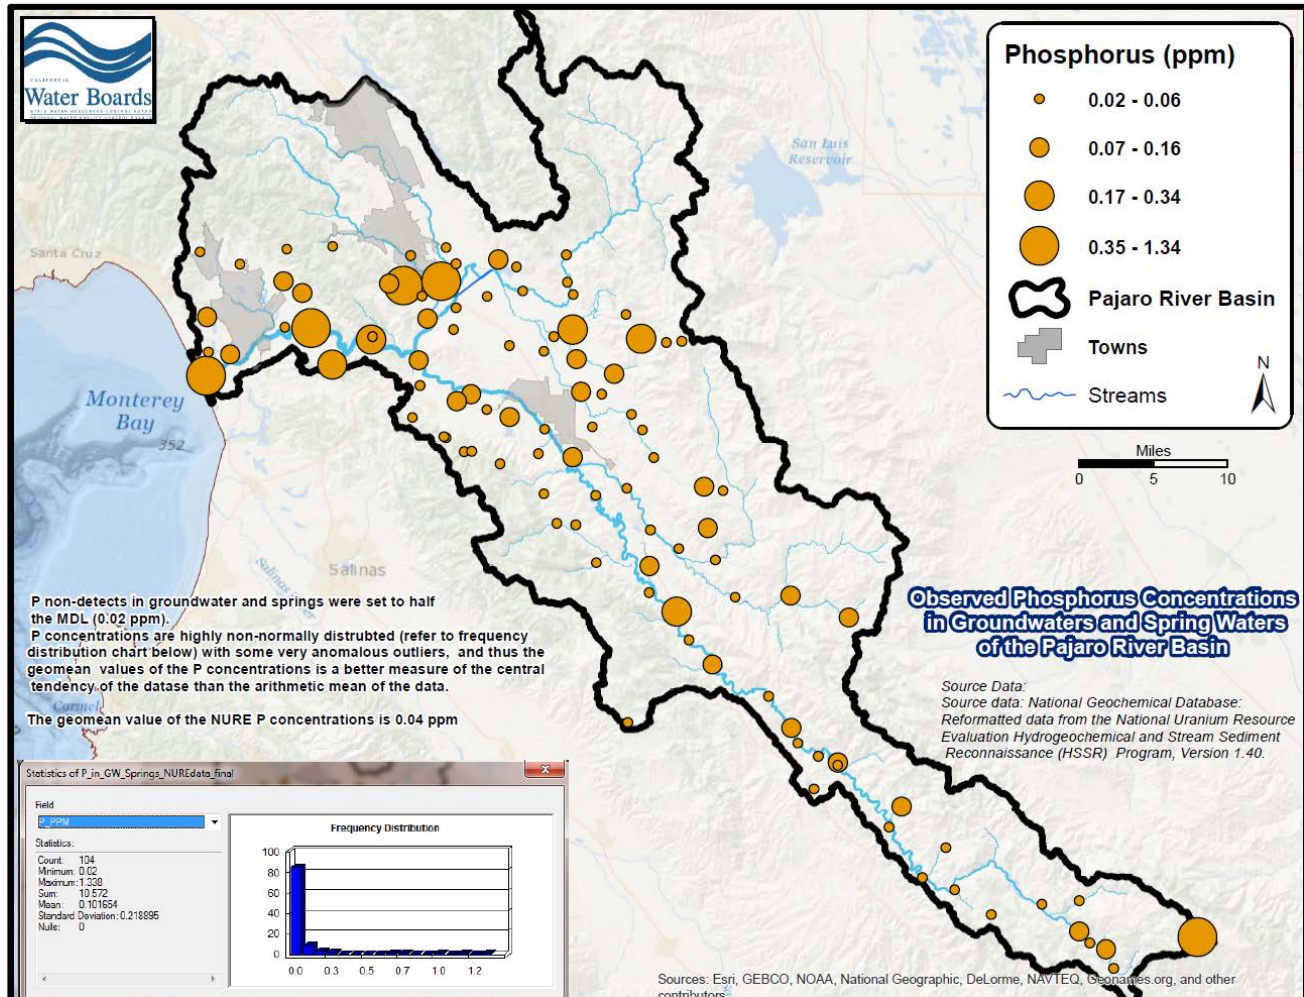 CALIFORNIA
Water Boards
Phosphorus (ppm)
0.02 - 0.06
0.07 - 0.16
0.17 - 0.34
0.35 - 1.34
Pajaro River Basin
Towns
Streams
N
Miles
0 5 10
San Luis
Reservoir
Santa Cruz
Monterey
Bay
352
Salinas
Salinas River
Carmel
P non-detects in groundwater and springs were set to half
the MDL (0.02 ppm).
P concentrations are highly non-normally distrubted (refer to frequency
distribution chart below) with some very anomalous outliers, and thus the
geomean values of the P concentrations is a better measure of the central
tendency of the datase than the arithmetic mean of the data.
The geomean value of the NURE P concentrations is 0.04 ppm
Observed Phosphorus Concentrations
in Groundwaters and Spring Waters
of the Pajaro River Basin
Source Data:
Source data: National Geochemical Database:
Reformatted data from the National Uranium Resource
Evaluation Hydrogeochemical and Stream Sediment
Reconnaissance (HSSR) Program, Version 1.40.
Statistics of P_in_GW_Springs_NUREdata_final
Field
P_PPM
Statistics:
Count: 104
Minimum: 0.02
Maximum: 1.338
Sum: 10.572
Mean: 0.101654
Standard Deviation: 0.218895
Nulls: 0
Frequency Distribution
100
80
60
40
20
0
0.0 0.3 0.5 0.7 1.0 1.2
Sources: Esri, GEBCO, NOAA, National Geographic, DeLorme, NAVTEQ, Geonames.org, and other
contributors